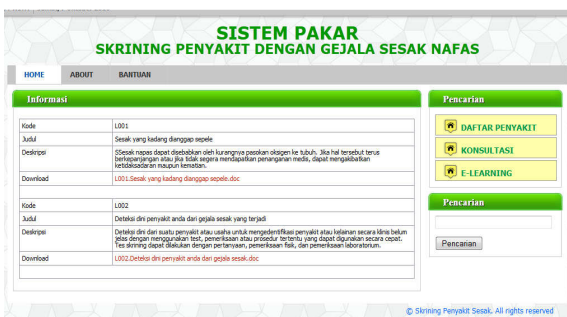 SISTEM PAKAR
SKRINING PENYAKIT DENGAN GEJALA SESAK NAFAS
HOME ABOUT BANTUAN
Informasi
Kode L001
Judul Sesak yang kadang dianggap sepele
Deskripsi SSesak napas dapat disebabkan oleh kurangnya pasokan oksigen ke tubuh. Jika hal tersebut terus
berkepanjangan atau jika tidak segera mendapatkan penanganan medis, dapat mengakibatkan
ketidaksadaran maupun kematian.
Download L001.Sesak yang kadang dianggap sepele.doc
Kode L002
Judul Deteksi dini penyakit anda dari gejala sesak yang terjadi
Deskripsi Deteksi dini dari suatu penyakit atau usaha untuk mengedentifikasi penyakit atau kelainan secara klinis belum
jelas dengan menggunakan test, pemeriksaan atau prosedur tertentu yang dapat digunakan secara cepat.
Tes skrining dapat dilakukan dengan pertanyaan, pemeriksaan fisik, dan pemeriksaan laboratorium.
Download L002.Deteksi dini penyakit anda dari gejala sesak.doc
Pencarian
DAFTAR PENYAKIT
KONSULTASI
E-LEARNING
Pencarian
Pencarian
© Skrining Penyakit Sesak. All rights reserved